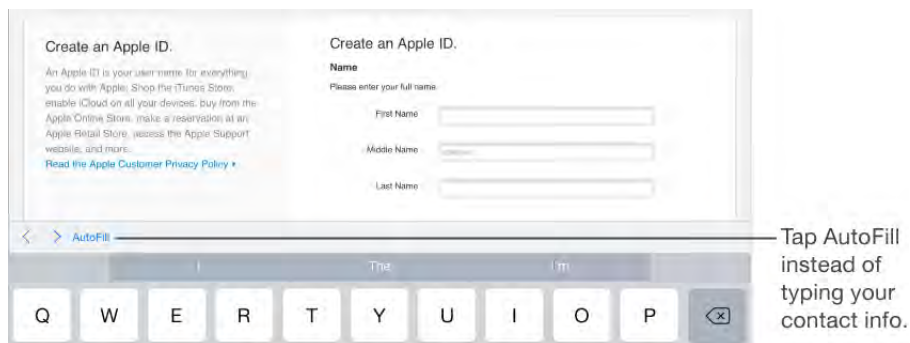 Create an Apple ID.
An Apple ID is your user name for everything
you do with Apple: Shop the iTunes Store,
enable iCloud on all your devices, buy from the
Apple Online Store, make a reservation at an
Apple Retail Store, access the Apple Support
website, and more.
Read the Apple Customer Privacy Policy
Create an Apple ID.
Name
Please enter your full name.
First Name
Middle Name
Last Name
AutoFill
I
The
I'm
Q W E R T Y U I O P
Tap AutoFill
instead of
typing your
contact info.